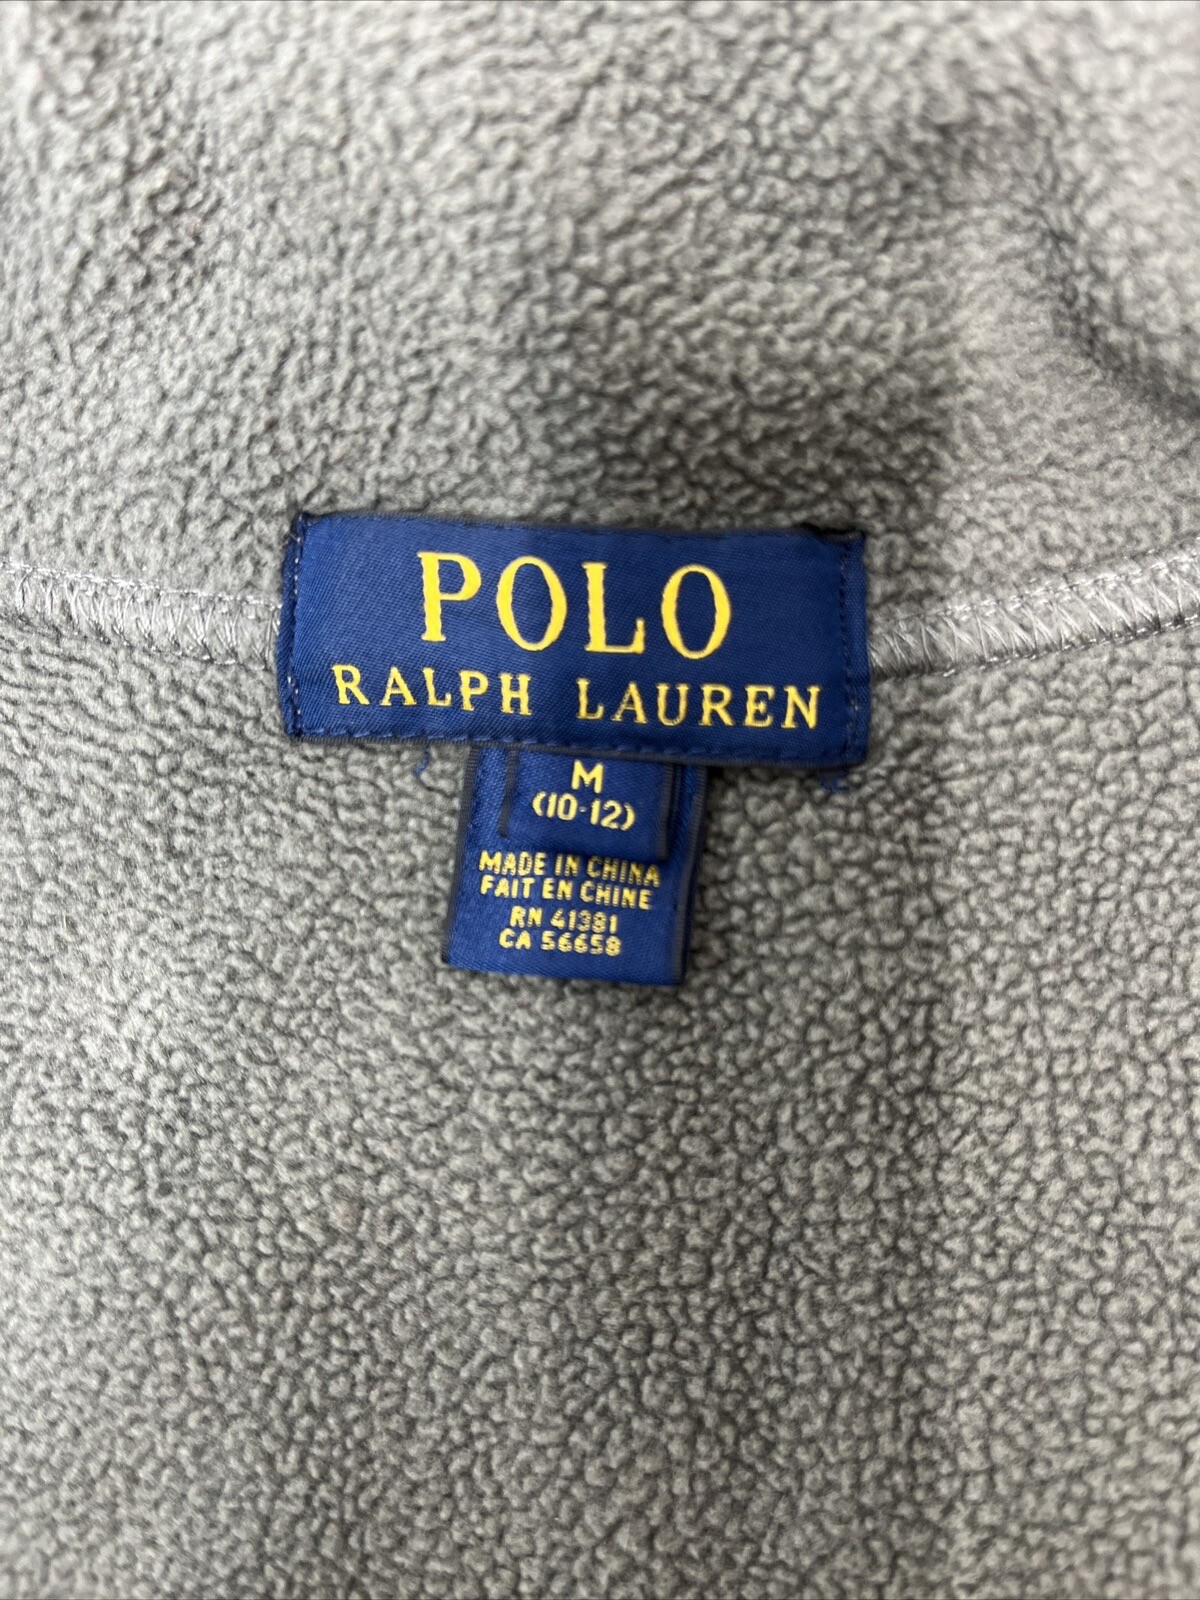 POLO
RALPH LAUREN
M
(10-12)
MADE IN CHINA
FAIT EN CHINE
RN 41381
CA 56658